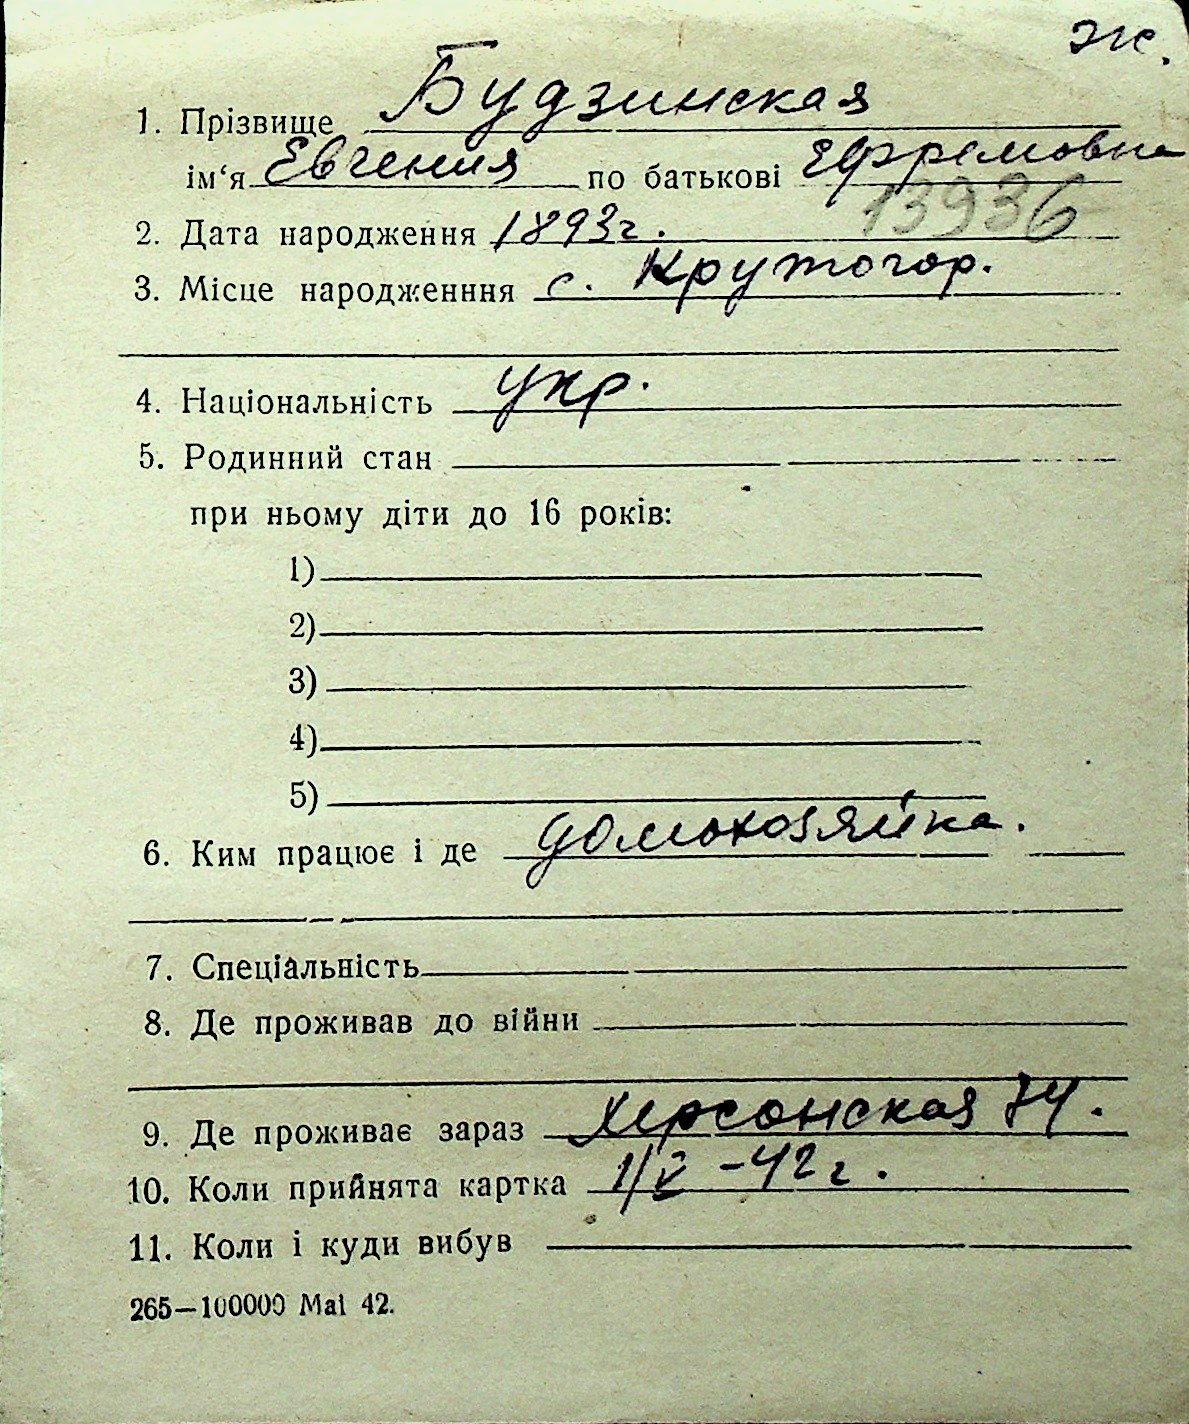 ж.
1. Прізвище Будзинская
ім‘я Евгения по батькові Ефремовна
13936
2. Дата народження 1893г.
3. Місце народженння с. Крутогор.
4. Національність укр.
5. Родинний стан
при ньому діти до 16 років:
1)
2)
3)
4)
5)
6. Ким працює і де домохозяйка.
7. Спеціальність
8. Де проживав до війни
9. Де проживає зараз Херсонская 74.
10. Коли прийнята картка 1/V – 42 г.
11. Коли і куди вибув
265—100000 Mai 42.